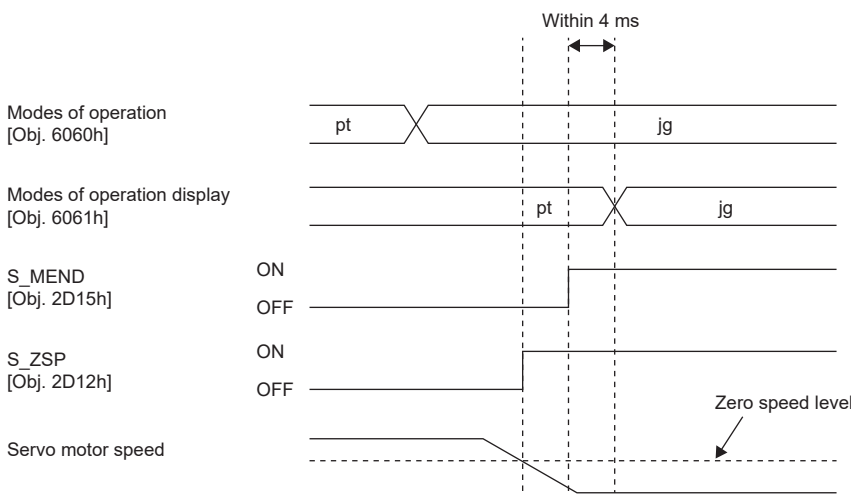 Within 4 ms
Modes of operation
[Obj. 6060h]
pt
jg
Modes of operation display
[Obj. 6061h]
pt
jg
S_MEND
[Obj. 2D15h]
ON
OFF
S_ZSP
[Obj. 2D12h]
ON
OFF
Zero speed level
Servo motor speed